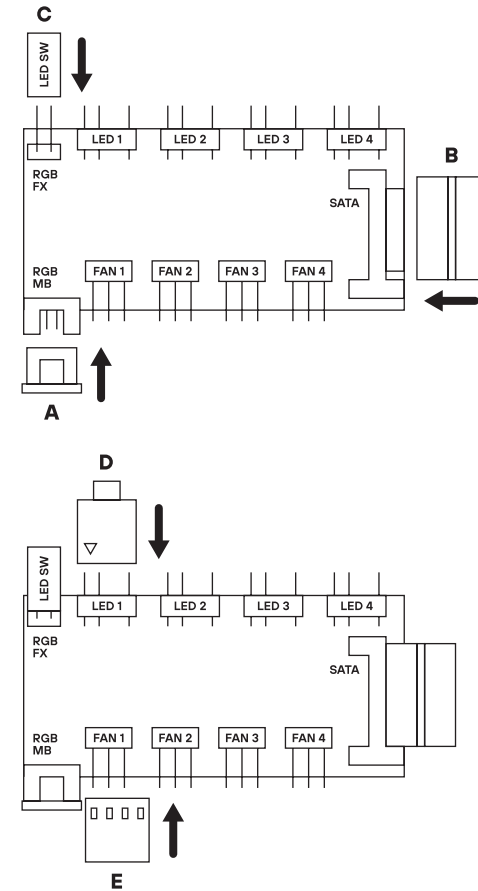 C
LED SW
LED 1 LED 2 LED 3 LED 4
RGB
FX
B
SATA
RGB
MB
FAN 1 FAN 2 FAN 3 FAN 4
A
D
LED SW
LED 1 LED 2 LED 3 LED 4
RGB
FX
SATA
RGB
MB
FAN 1 FAN 2 FAN 3 FAN 4
E